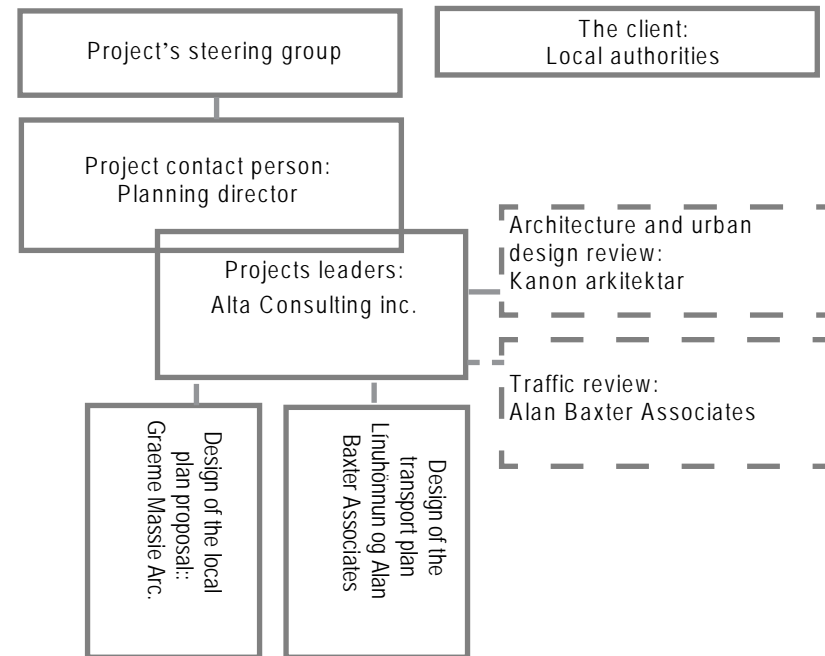 Project's steering group
The client:
Local authorities
Project contact person:
Planning director
Projects leaders:
Alta Consulting inc.
Architecture and urban
design review:
Kanon arkitektar
Traffic review:
Alan Baxter Associates
Design of the local
plan proposal::
Graeme Massie Arc.
Design of the
transport plan
Línuhönnun og Alan
Baxter Associates